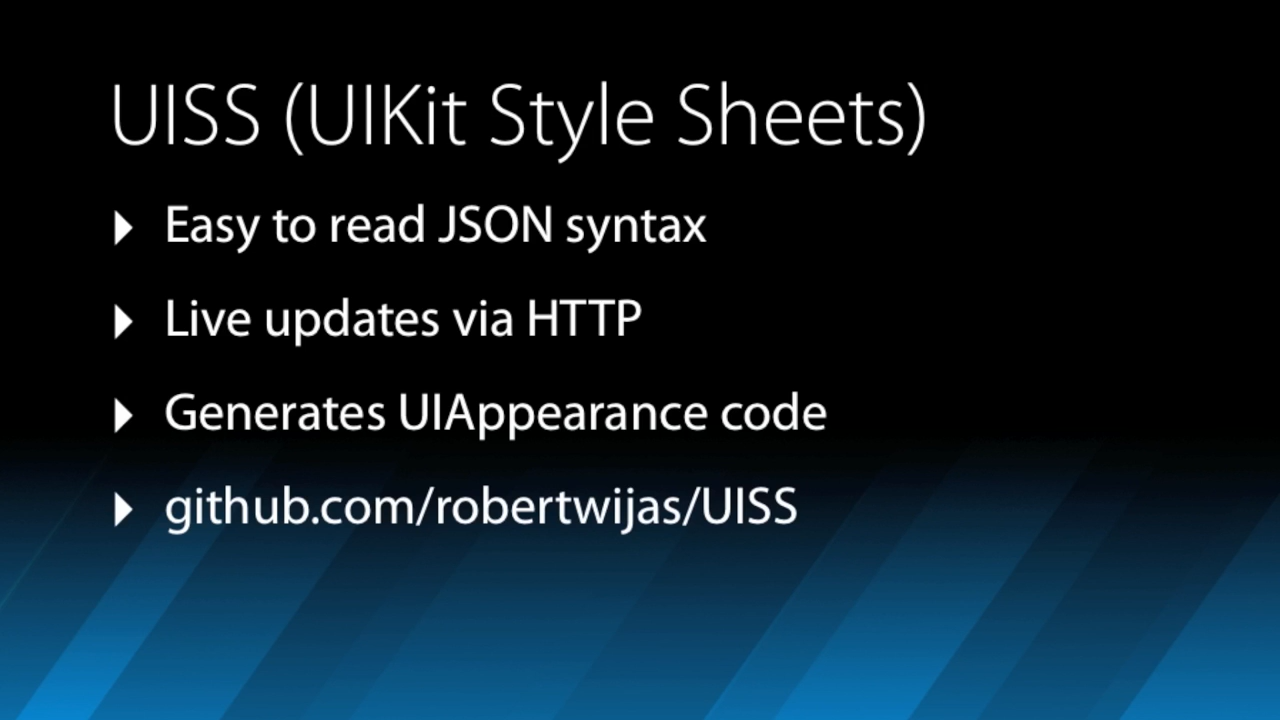 UISS (UIKit Style Sheets)
Easy to read JSON syntax
Live updates via HTTP
Generates UIAppearance code
github.com/robertwijas/UISS